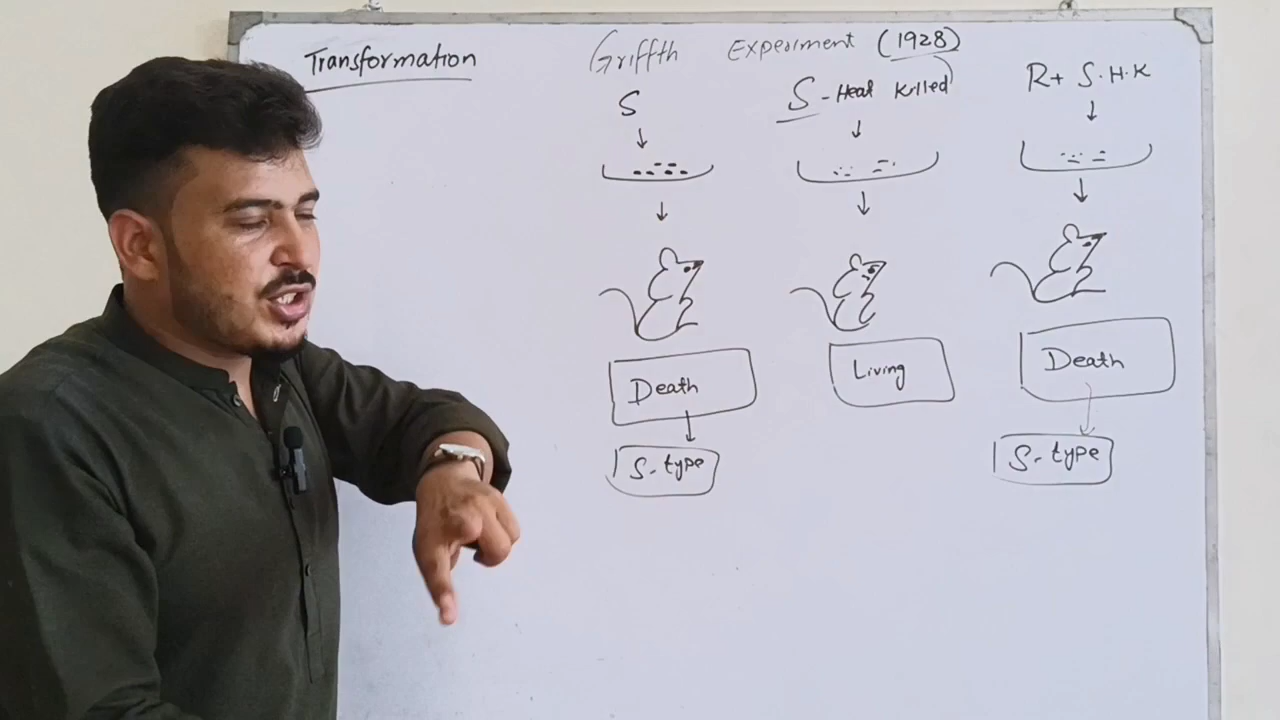 Transformation
Griffth Experiment (1928)
S
S - Heat Killed
R + S.H.K
Death
Living
Death
S-type
S-type